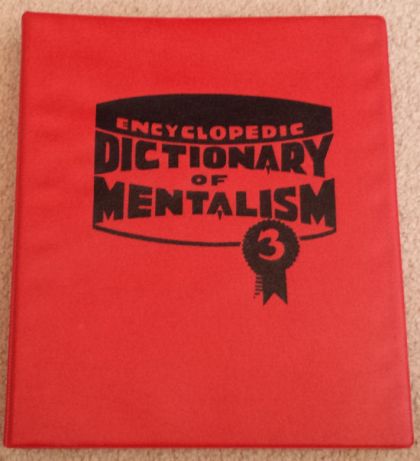 ENCYCLOPEDIC
DICTIONARY
OF
MENTALISM
3